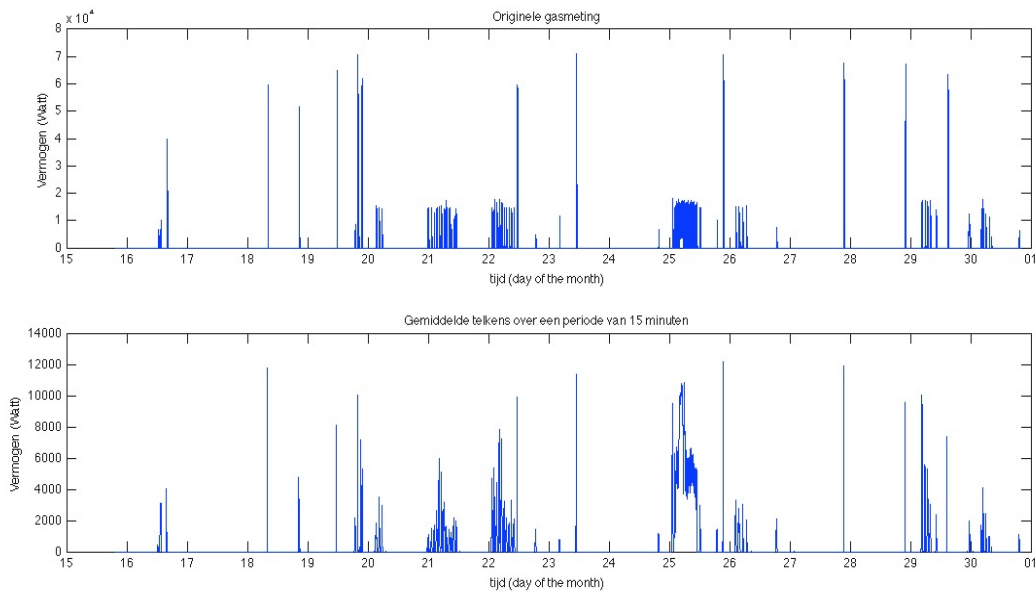 Originele gasmeting
x 10⁴
8
7
6
5
4
3
2
1
0
Vermogen (Watt)
15 16 17 18 19 20 21 22 23 24 25 26 27 28 29 30 01
tijd (day of the month)
Gemiddelde telkens over een periode van 15 minuten
14000
12000
10000
8000
6000
4000
2000
0
Vermogen (Watt)
15 16 17 18 19 20 21 22 23 24 25 26 27 28 29 30 01
tijd (day of the month)